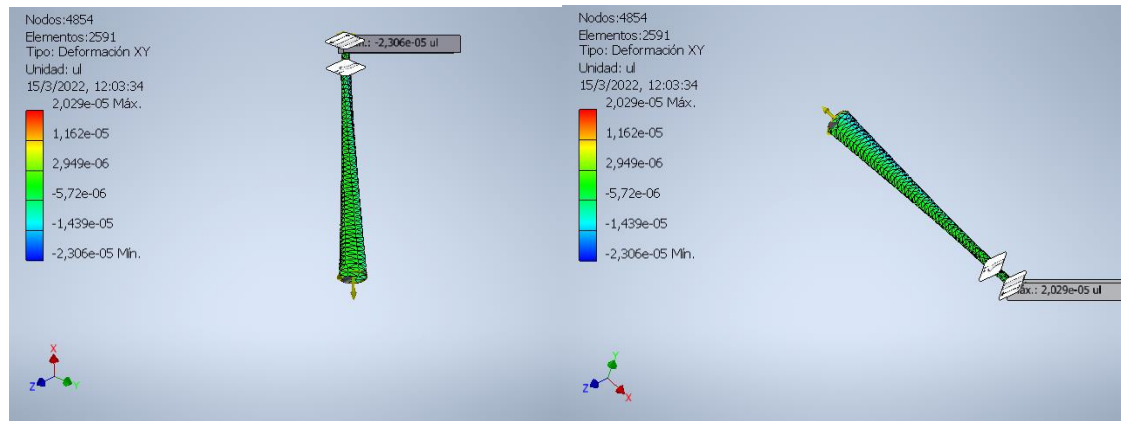 Nodos:4854
Elementos:2591
Tipo: Deformación XY
Unidad: ul
15/3/2022, 12:03:34
2,029e-05 Máx.
1,162e-05
2,949e-06
-5,72e-06
-1,439e-05
-2,306e-05 Mín.
-2,306e-05 ul
X
Z
Y
Nodos:4854
Elementos:2591
Tipo: Deformación XY
Unidad: ul
15/3/2022, 12:03:34
2,029e-05 Máx.
1,162e-05
2,949e-06
-5,72e-06
-1,439e-05
-2,306e-05 Mín.
Máx.: 2,029e-05 ul
Y
Z
X